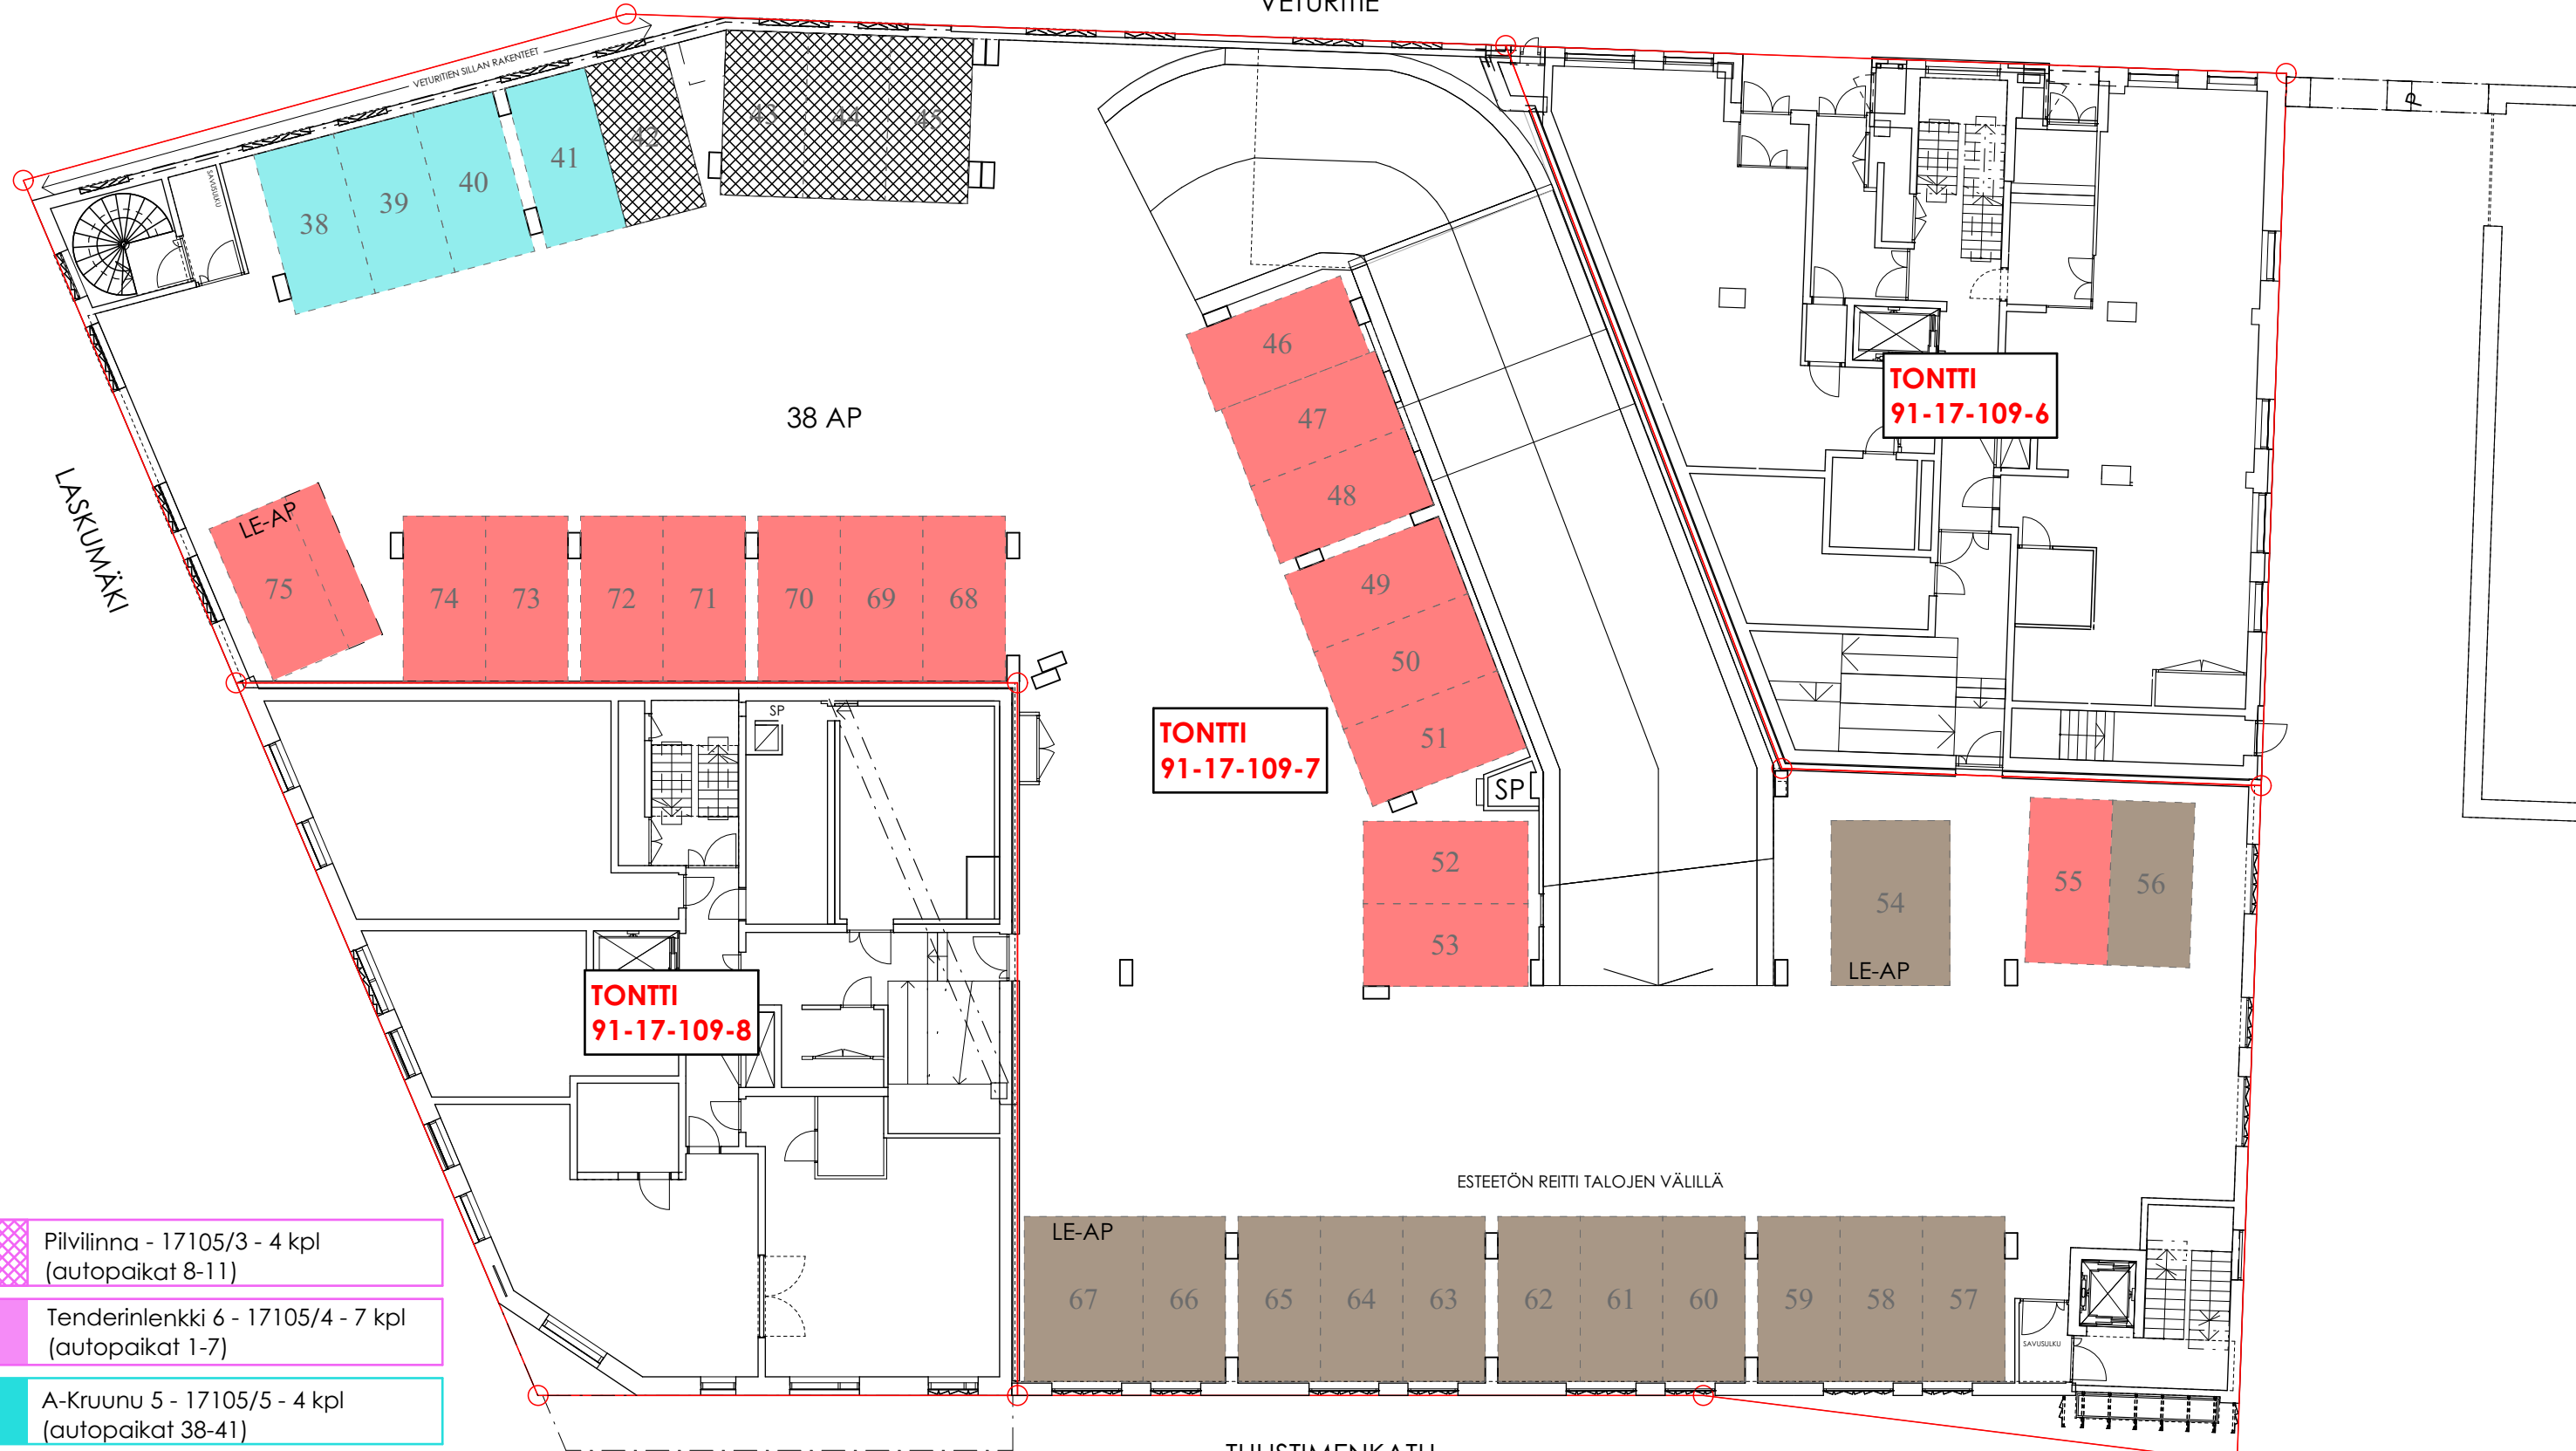 VETURITIE
VETURITIEN SILLAN RAKENTEET
SAVUSULKU
38
39
40
41
42
43
44
45
P
46
47
48
TONTTI
91-17-109-6
38 AP
LASKUMÄKI
LE-AP
75
74
73
72
71
70
69
68
49
50
51
SP
TONTTI
91-17-109-7
SP
52
53
54
LE-AP
55
56
TONTTI
91-17-109-8
ESTEETÖN REITTI TALOJEN VÄLILLÄ
LE-AP
67
66
65
64
63
62
61
60
59
58
57
SAVUSULKU
Pilvilinna - 17105/3 - 4 kpl
(autopaikat 8-11)
Tenderinlenkki 6 - 17105/4 - 7 kpl
(autopaikat 1-7)
A-Kruunu 5 - 17105/5 - 4 kpl
(autopaikat 38-41)